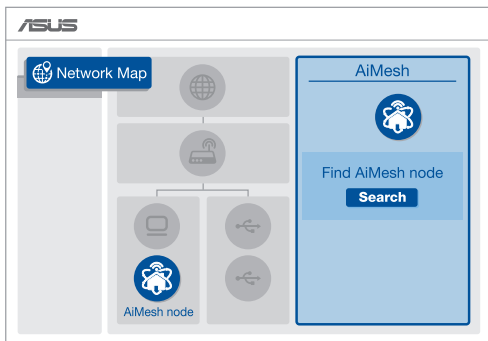 ASUS
Network Map
AiMesh
Find AiMesh node
Search
AiMesh node